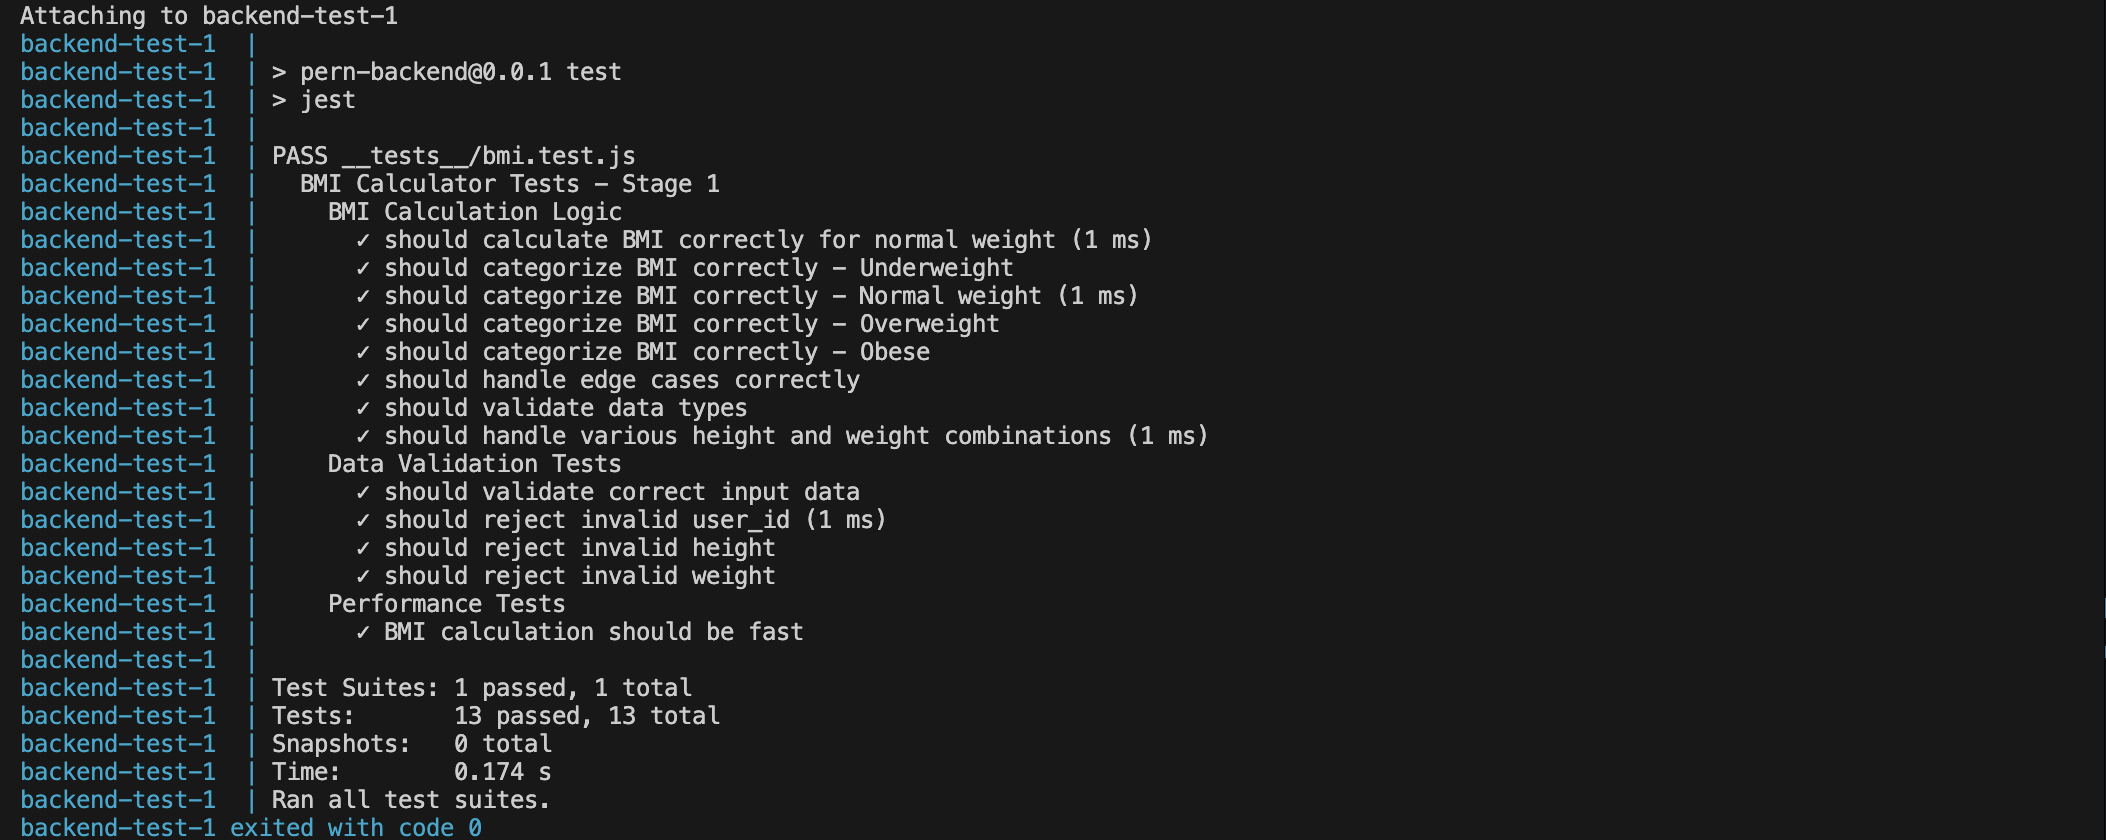 Attaching to backend-test-1
backend-test-1  |
backend-test-1  | > pern-backend@0.0.1 test
backend-test-1  | > jest
backend-test-1  |
backend-test-1  | PASS __tests__/bmi.test.js
backend-test-1  |   BMI Calculator Tests - Stage 1
backend-test-1  |     BMI Calculation Logic
backend-test-1  |       ✓ should calculate BMI correctly for normal weight (1 ms)
backend-test-1  |       ✓ should categorize BMI correctly - Underweight
backend-test-1  |       ✓ should categorize BMI correctly - Normal weight (1 ms)
backend-test-1  |       ✓ should categorize BMI correctly - Overweight
backend-test-1  |       ✓ should categorize BMI correctly - Obese
backend-test-1  |       ✓ should handle edge cases correctly
backend-test-1  |       ✓ should validate data types
backend-test-1  |       ✓ should handle various height and weight combinations (1 ms)
backend-test-1  |     Data Validation Tests
backend-test-1  |       ✓ should validate correct input data
backend-test-1  |       ✓ should reject invalid user_id (1 ms)
backend-test-1  |       ✓ should reject invalid height
backend-test-1  |       ✓ should reject invalid weight
backend-test-1  |     Performance Tests
backend-test-1  |       ✓ BMI calculation should be fast
backend-test-1  |
backend-test-1  | Test Suites: 1 passed, 1 total
backend-test-1  | Tests:       13 passed, 13 total
backend-test-1  | Snapshots:   0 total
backend-test-1  | Time:        0.174 s
backend-test-1  | Ran all test suites.
backend-test-1 exited with code 0